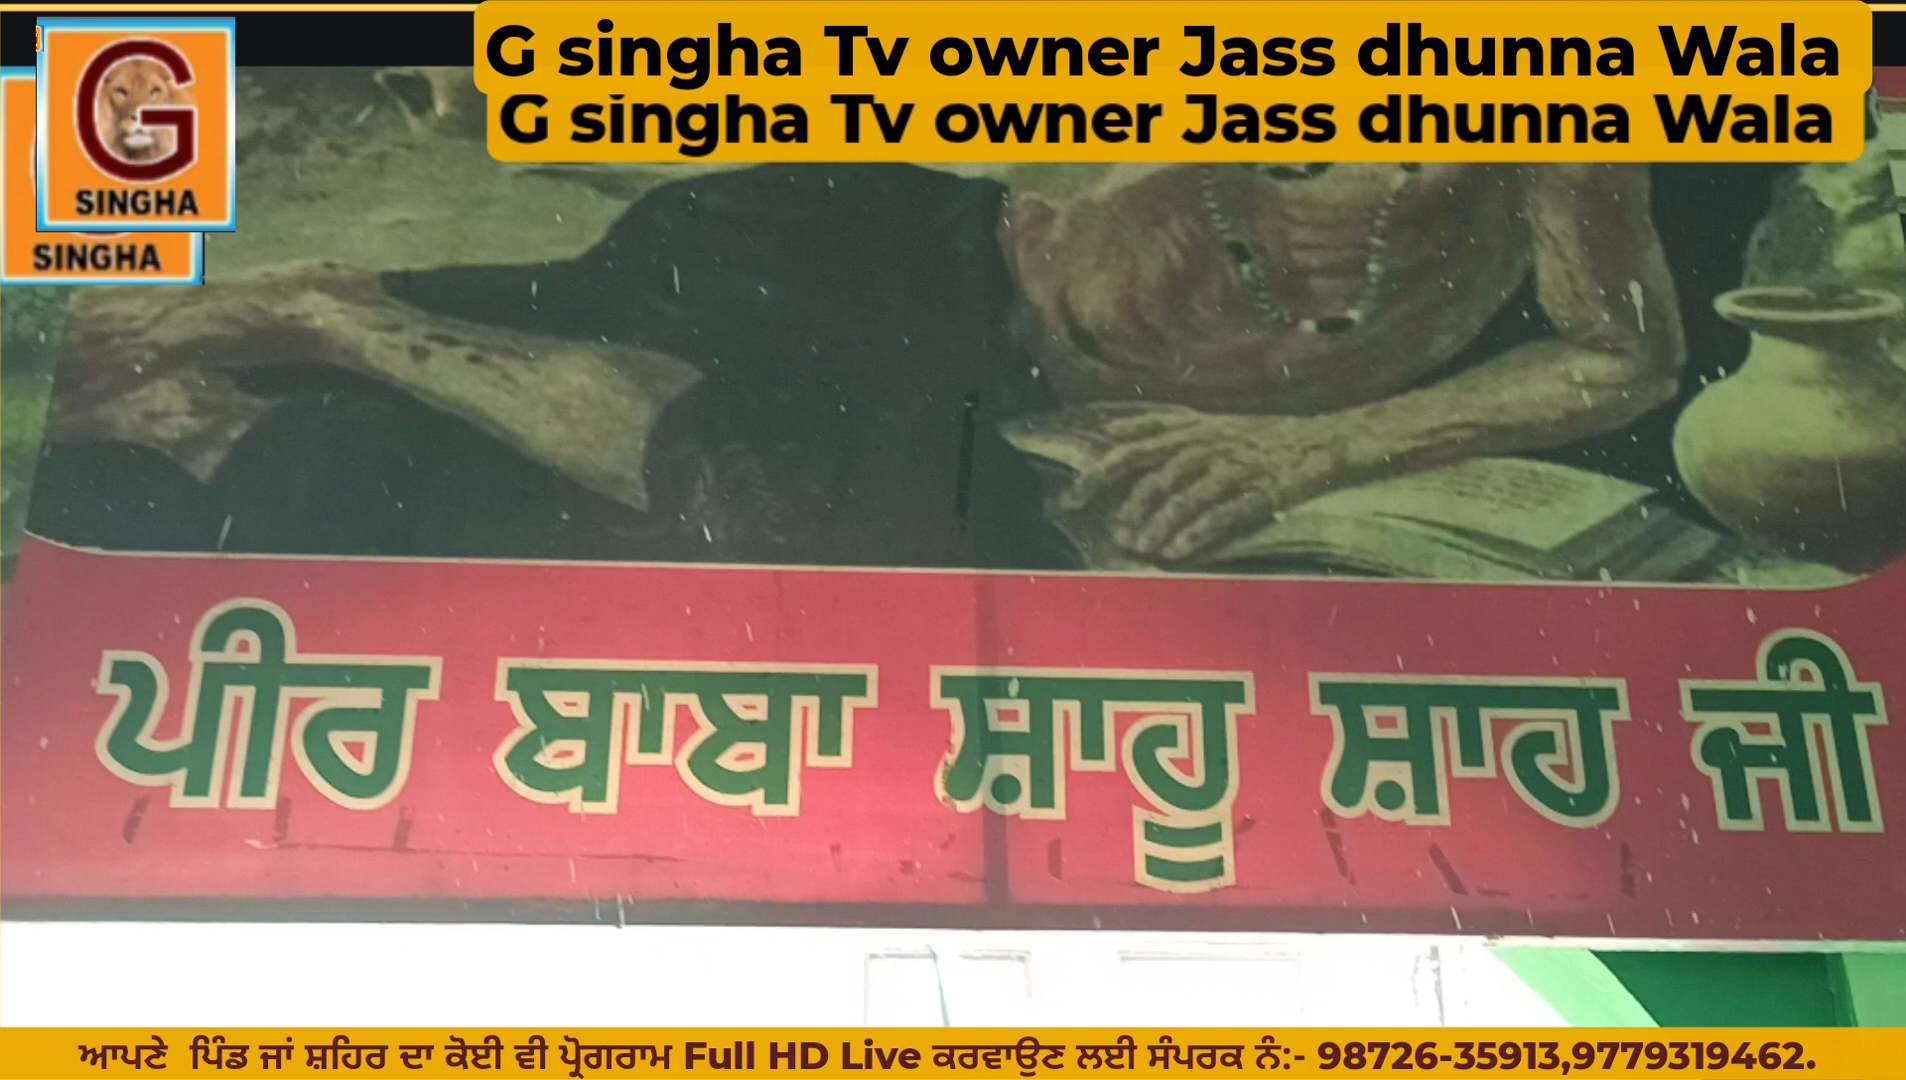 G singha Tv owner Jass dhunna Wala
G singha Tv owner Jass dhunna Wala
G
SINGHA
SINGHA
ਪੀਰ ਬਾਬਾ ਸ਼ਾਹੂ ਸ਼ਾਹ ਜੀ
ਆਪਣੇ ਪਿੰਡ ਜਾਂ ਸ਼ਹਿਰ ਦਾ ਕੋਈ ਵੀ ਪ੍ਰੋਗਰਾਮ Full HD Live ਕਰਵਾਉਣ ਲਈ ਸੰਪਰਕ ਨੰ:- 98726-35913,9779319462.